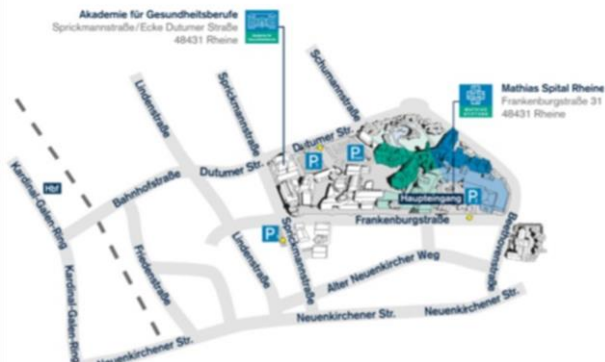 Akademie für Gesundheitsberufe
Sprickmannstraße/Ecke Dutumer Straße
48431 Rheine
Mathias Spital Rheine
Frankenburgstraße 31
48431 Rheine
Schumannstraße
Sprickmannstraße
Lindenstraße
Dutumer Str.
P
P
Dutumer Str.
Bahnhofstraße
Hbf
Kardinal-Galen-Ring
Haupteingang
P
Frankenburgstraße
P
Sprickmannstraße
Lindenstraße
Friedenstraße
Alter Neuenkircher Weg
Kardinal-Galen-Ring
Neuenkirchener Str.
Neuenkirchener Str.
Neuenkirchener Str.